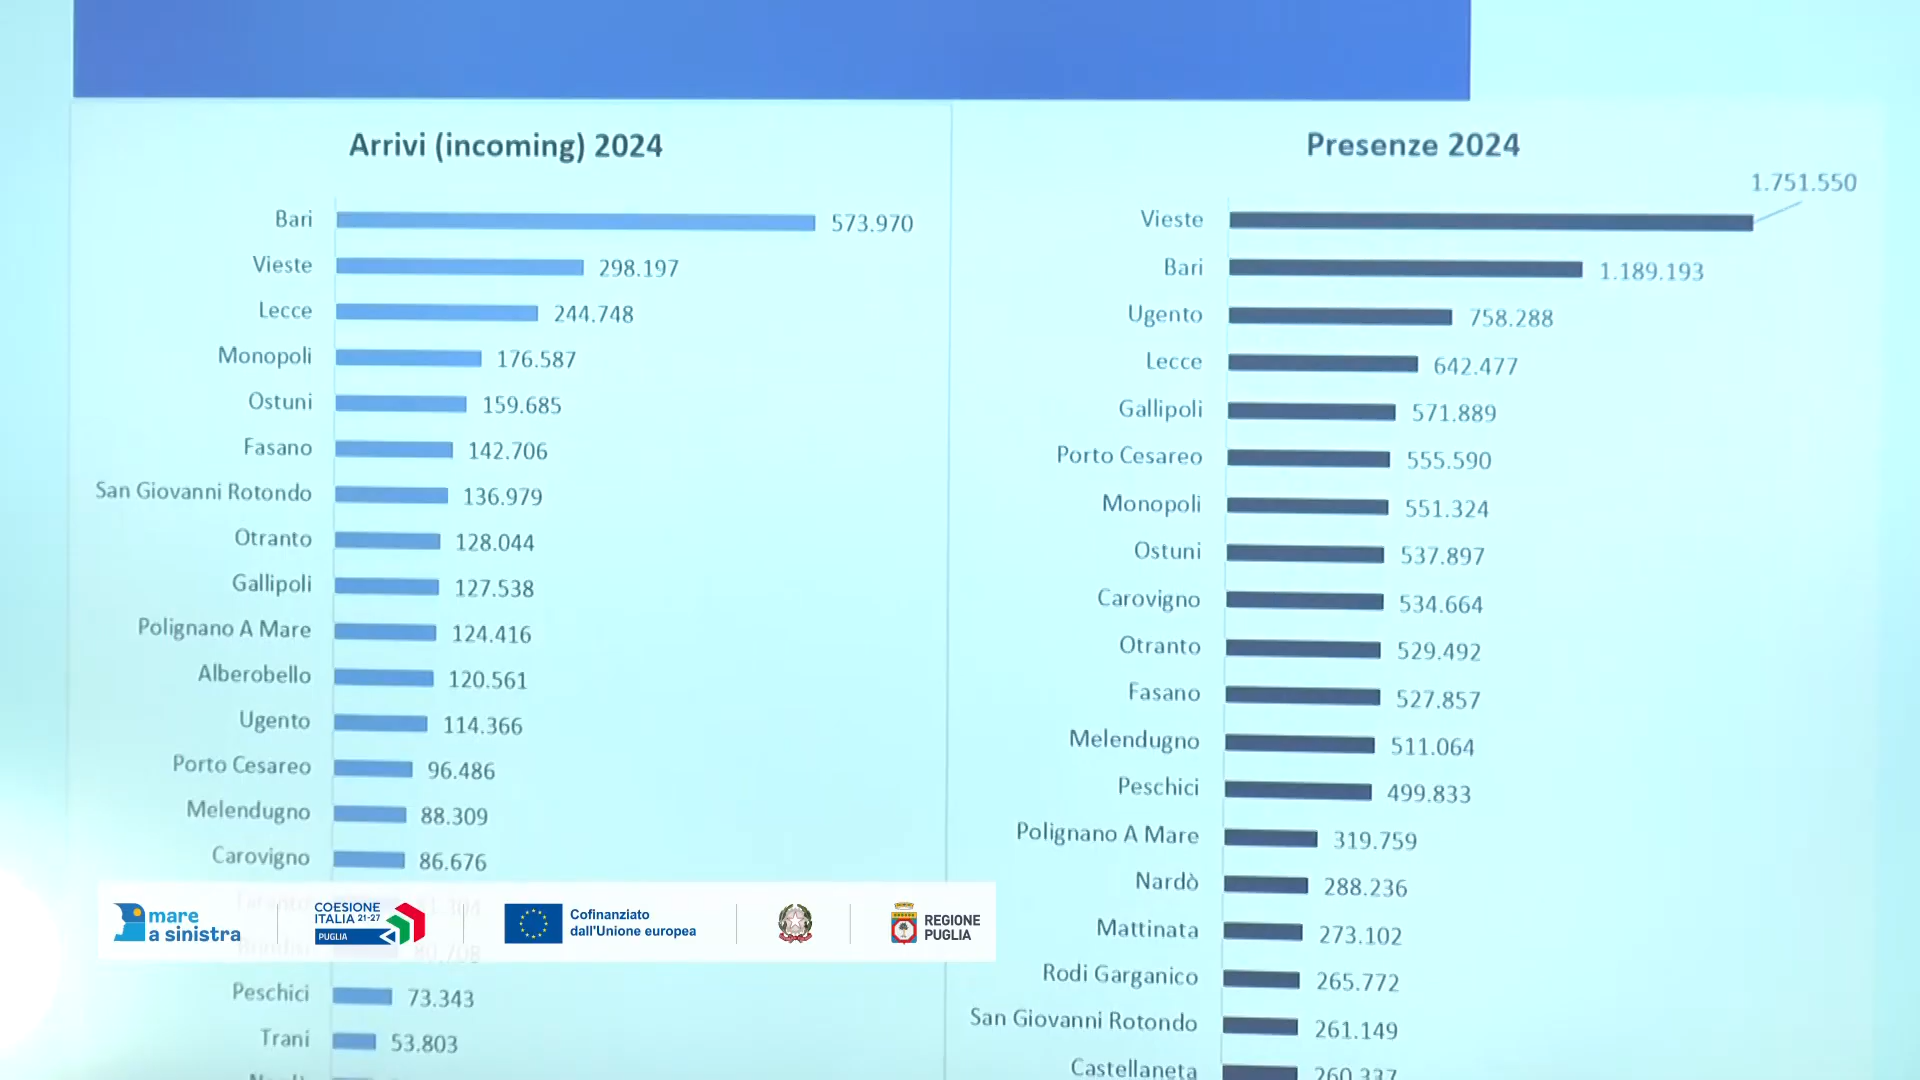 Arrivi (incoming) 2024
Bari 573.970
Vieste 298.197
Lecce 244.748
Monopoli 176.587
Ostuni 159.685
Fasano 142.706
San Giovanni Rotondo 136.979
Otranto 128.044
Gallipoli 127.538
Polignano A Mare 124.416
Alberobello 120.561
Ugento 114.366
Porto Cesareo 96.486
Melendugno 88.309
Carovigno 86.676
Peschici 73.343
Trani 53.803
Presenze 2024
Vieste 1.751.550
Bari 1.189.193
Ugento 758.288
Lecce 642.477
Gallipoli 571.889
Porto Cesareo 555.590
Monopoli 551.324
Ostuni 537.897
Carovigno 534.664
Otranto 529.492
Fasano 527.857
Melendugno 511.064
Peschici 499.833
Polignano A Mare 319.759
Nardò 288.236
Mattinata 273.102
Rodi Garganico 265.772
San Giovanni Rotondo 261.149
Castellaneta 260.337
mare
a sinistra
COESIONE
ITALIA 21-27
PUGLIA
Cofinanziato
dall'Unione europea
REGIONE
PUGLIA